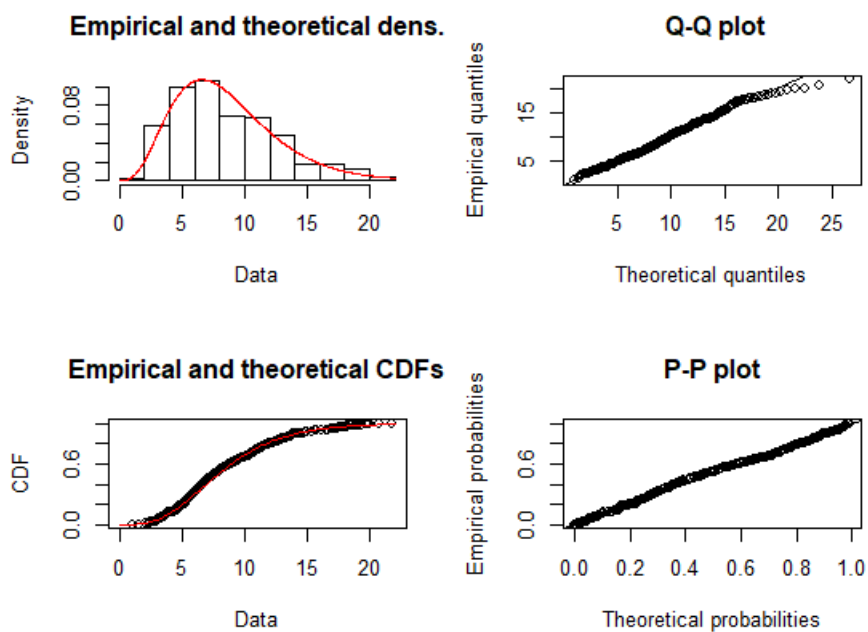 Empirical and theoretical dens.
Density
0.00 0.08
0 5 10 15 20
Data
Q-Q plot
Empirical quantiles
5 15
5 10 15 20 25
Theoretical quantiles
Empirical and theoretical CDFs
CDF
0.0 0.6
0 5 10 15 20
Data
P-P plot
Empirical probabilities
0.0 0.6
0.0 0.2 0.4 0.6 0.8 1.0
Theoretical probabilities